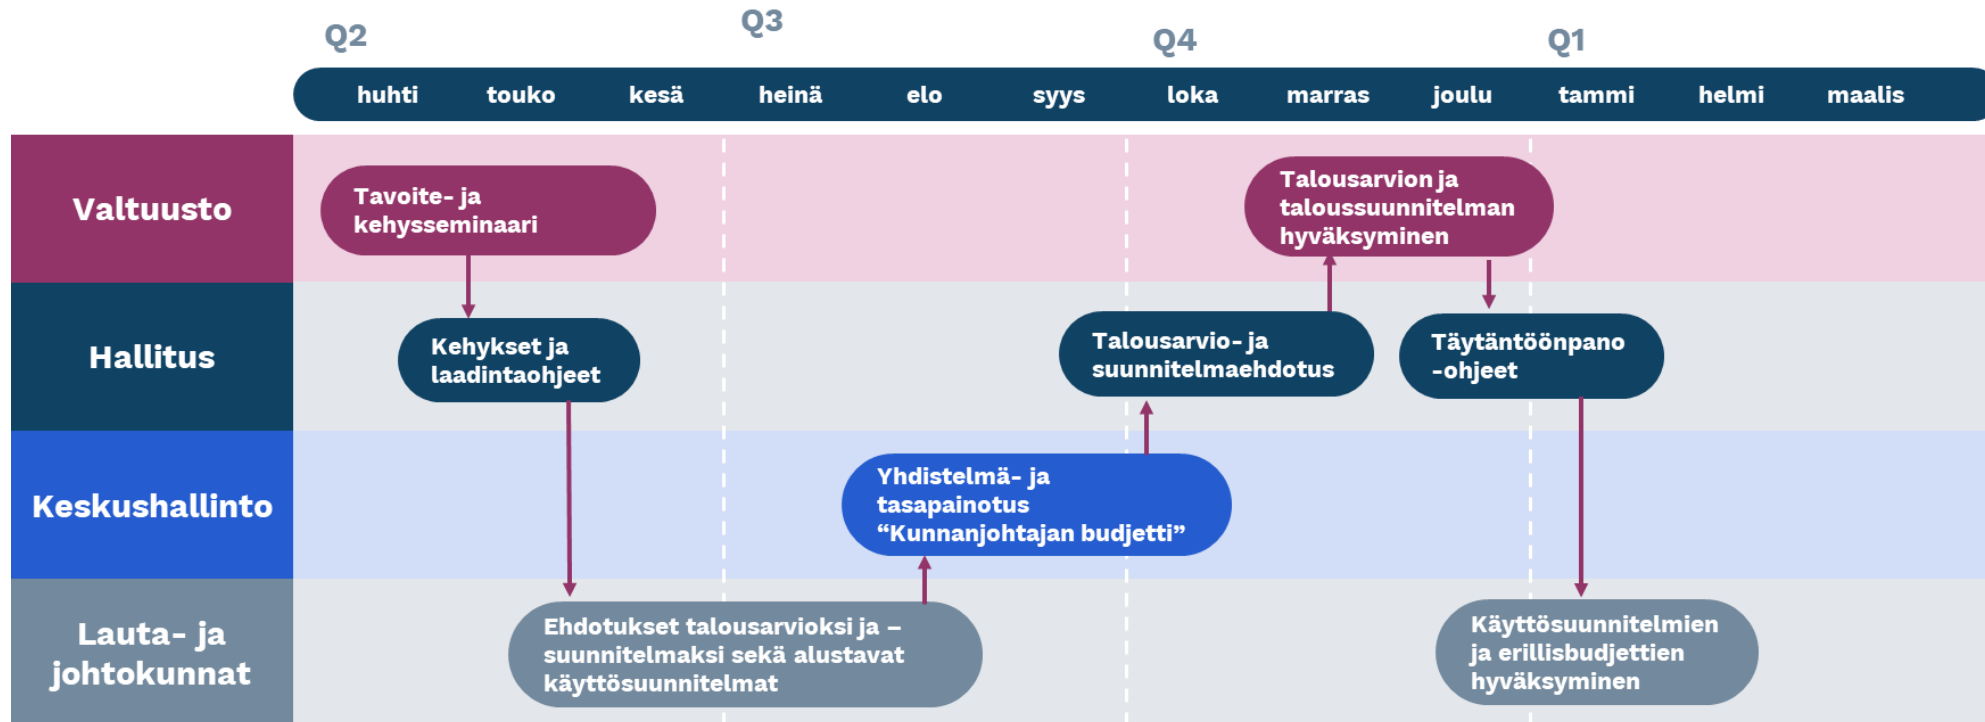 Q2
Q3
Q4
Q1
huhti touko kesä heinä elo syys loka marras joulu tammi helmi maalis
Valtuusto
Tavoite- ja
kehysseminaari
Talousarvion ja
taloussuunnitelman
hyväksyminen
Hallitus
Kehykset ja
laadintaohjeet
Talousarvio- ja
suunnitelmaehdotus
Täytäntöönpano
-ohjeet
Keskushallinto
Yhdistelmä- ja
tasapainotus
“Kunnanjohtajan budjetti”
Lauta- ja
johtokunnat
Ehdotukset talousarvioksi ja –
suunnitelmaksi sekä alustavat
käyttösuunnitelmat
Käyttösuunnitelmien
ja erillisbudjettien
hyväksyminen